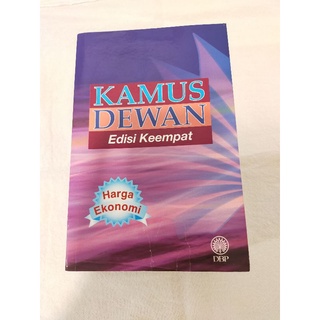 KAMUS
DEWAN
Edisi Keempat
Harga
Ekonomi
DBP